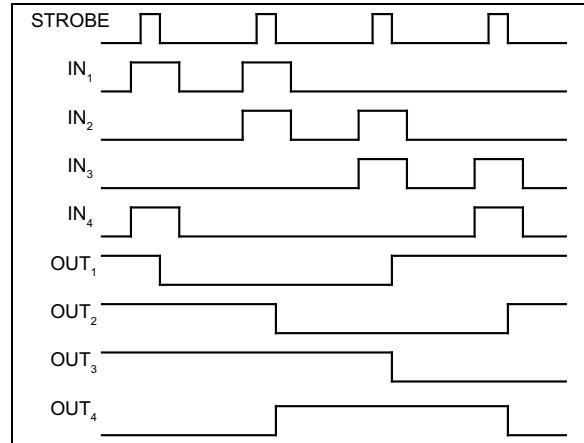 STROBE
IN₁
IN₂
IN₃
IN₄
OUT₁
OUT₂
OUT₃
OUT₄